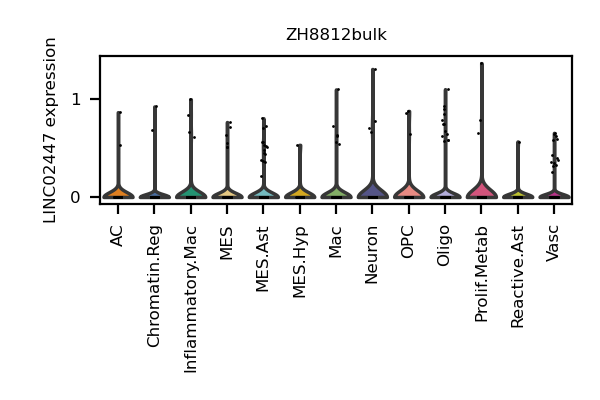 ZH8812bulk
LINC02447 expression
1
0
AC
Chromatin.Reg
Inflammatory.Mac
MES
MES.Ast
MES.Hyp
Mac
Neuron
OPC
Oligo
Prolif.Metab
Reactive.Ast
Vasc